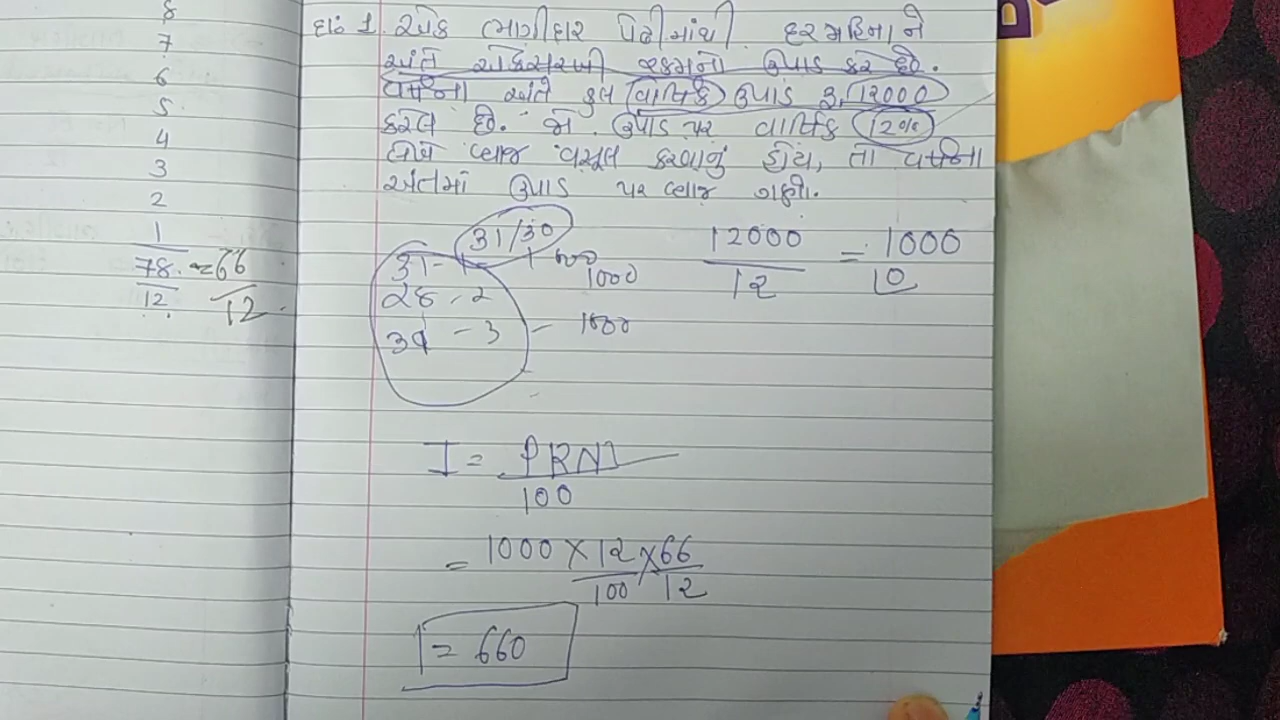 8
7
6
5
4
3
2
1
78 = 66
12 12
દાં 1. એક ભાગીદાર પેઢીમાંથી દર મહિનાને
અંતે એકસરખી રકમનો ઉપાડ કરે છે.
વર્ષના અંતે કુલ વાર્ષિક ઉપાડ રૂ. 12000
કરેલ છે. જો ઉપાડ પર વાર્ષિક 12%
લેખે વ્યાજ વસૂલ કરવાનું હોય, તો વર્ષના
અંતમાં ઉપાડ પર વ્યાજ ગણો.
31/30
31 - 1 - 1000
28 - 2 1000
31 - 3 - 1000
12000 = 1000
12
I = PRN
100
= 1000 × 12 × 66
100 12
I = 660